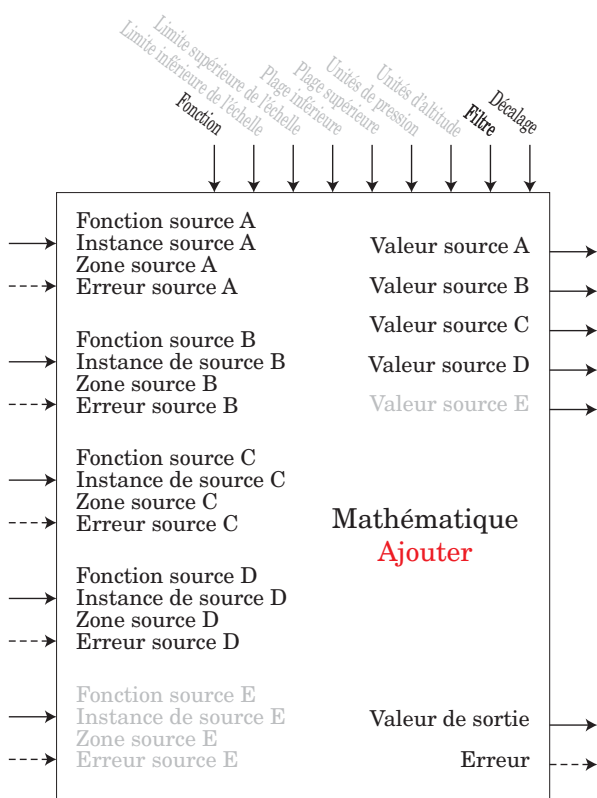 Fonction
Limite inférieure de l'échelle
Limite supérieure de l'échelle
Plage inférieure
Plage supérieure
Unités de pression
Unités d'altitude
Filtre
Décalage
Fonction source A
Instance source A
Zone source A
Erreur source A
Fonction source B
Instance de source B
Zone source B
Erreur source B
Fonction source C
Instance de source C
Zone source C
Erreur source C
Fonction source D
Instance de source D
Zone source D
Erreur source D
Fonction source E
Instance de source E
Zone source E
Erreur source E
Valeur source A
Valeur source B
Valeur source C
Valeur source D
Valeur source E
Mathématique
Ajouter
Valeur de sortie
Erreur